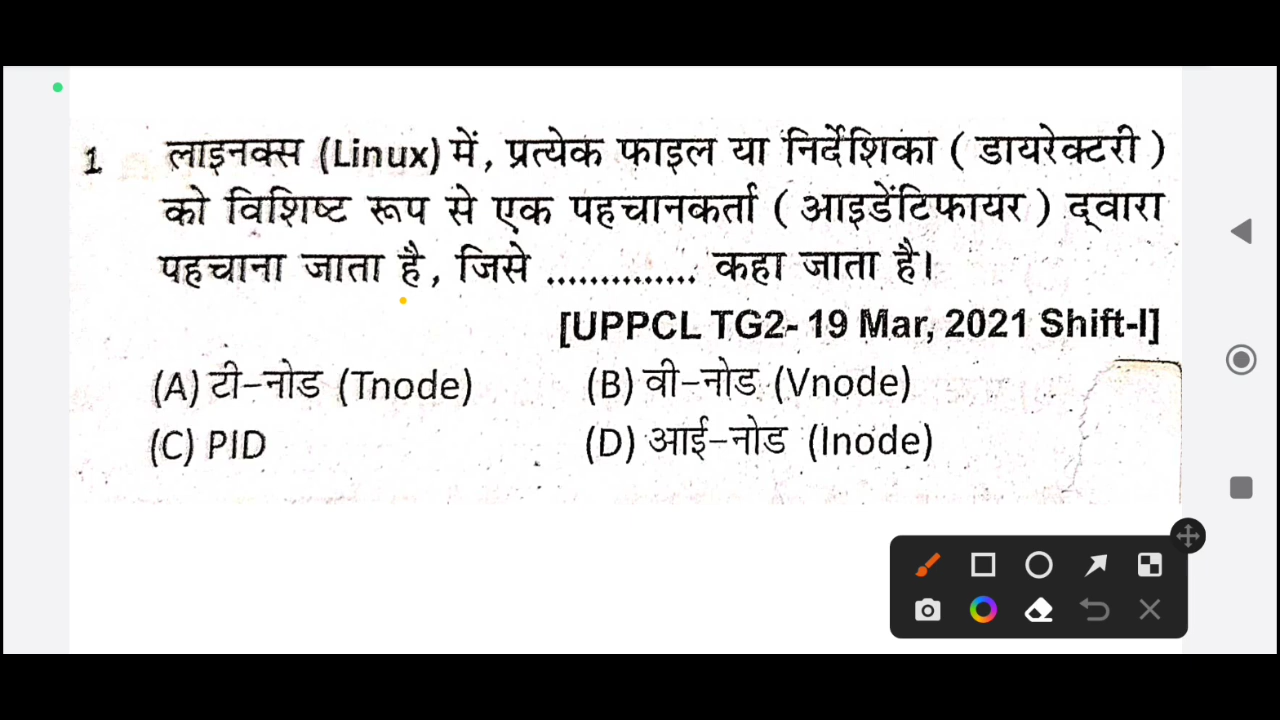 1 लाइनक्स (Linux) में, प्रत्येक फाइल या निर्देशिका ( डायरेक्टरी )
को विशिष्ट रूप से एक पहचानकर्ता ( आइडेंटिफायर ) द्वारा
पहचाना जाता है, जिसे .............. कहा जाता है।
[UPPCL TG2- 19 Mar, 2021 Shift-I]
(A) टी-नोड (Tnode) (B) वी-नोड (Vnode)
(C) PID (D) आई-नोड (Inode)